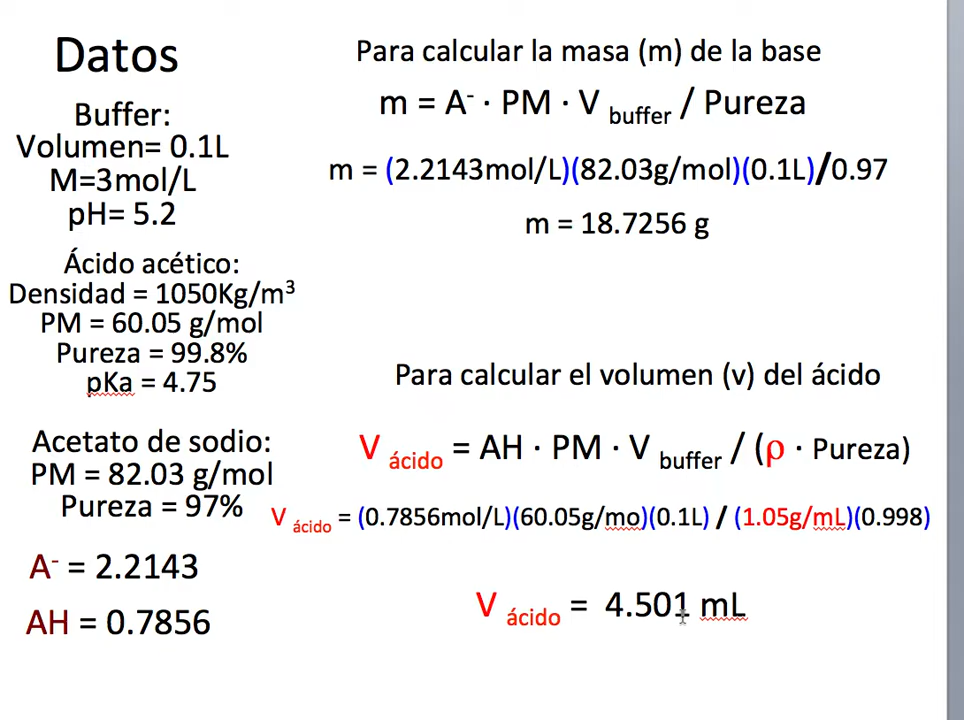 Datos
Buffer:
Volumen= 0.1L
M=3mol/L
pH= 5.2
Ácido acético:
Densidad = 1050Kg/m³
PM = 60.05 g/mol
Pureza = 99.8%
pKa = 4.75
Acetato de sodio:
PM = 82.03 g/mol
Pureza = 97%
A⁻ = 2.2143
AH = 0.7856
Para calcular la masa (m) de la base
m = A⁻ · PM · V buffer / Pureza
m = (2.2143mol/L)(82.03g/mol)(0.1L)/0.97
m = 18.7256 g
Para calcular el volumen (v) del ácido
V ácido = AH · PM · V buffer / (ρ · Pureza)
V ácido = (0.7856mol/L)(60.05g/mo)(0.1L) / (1.05g/mL)(0.998)
V ácido = 4.501 mL